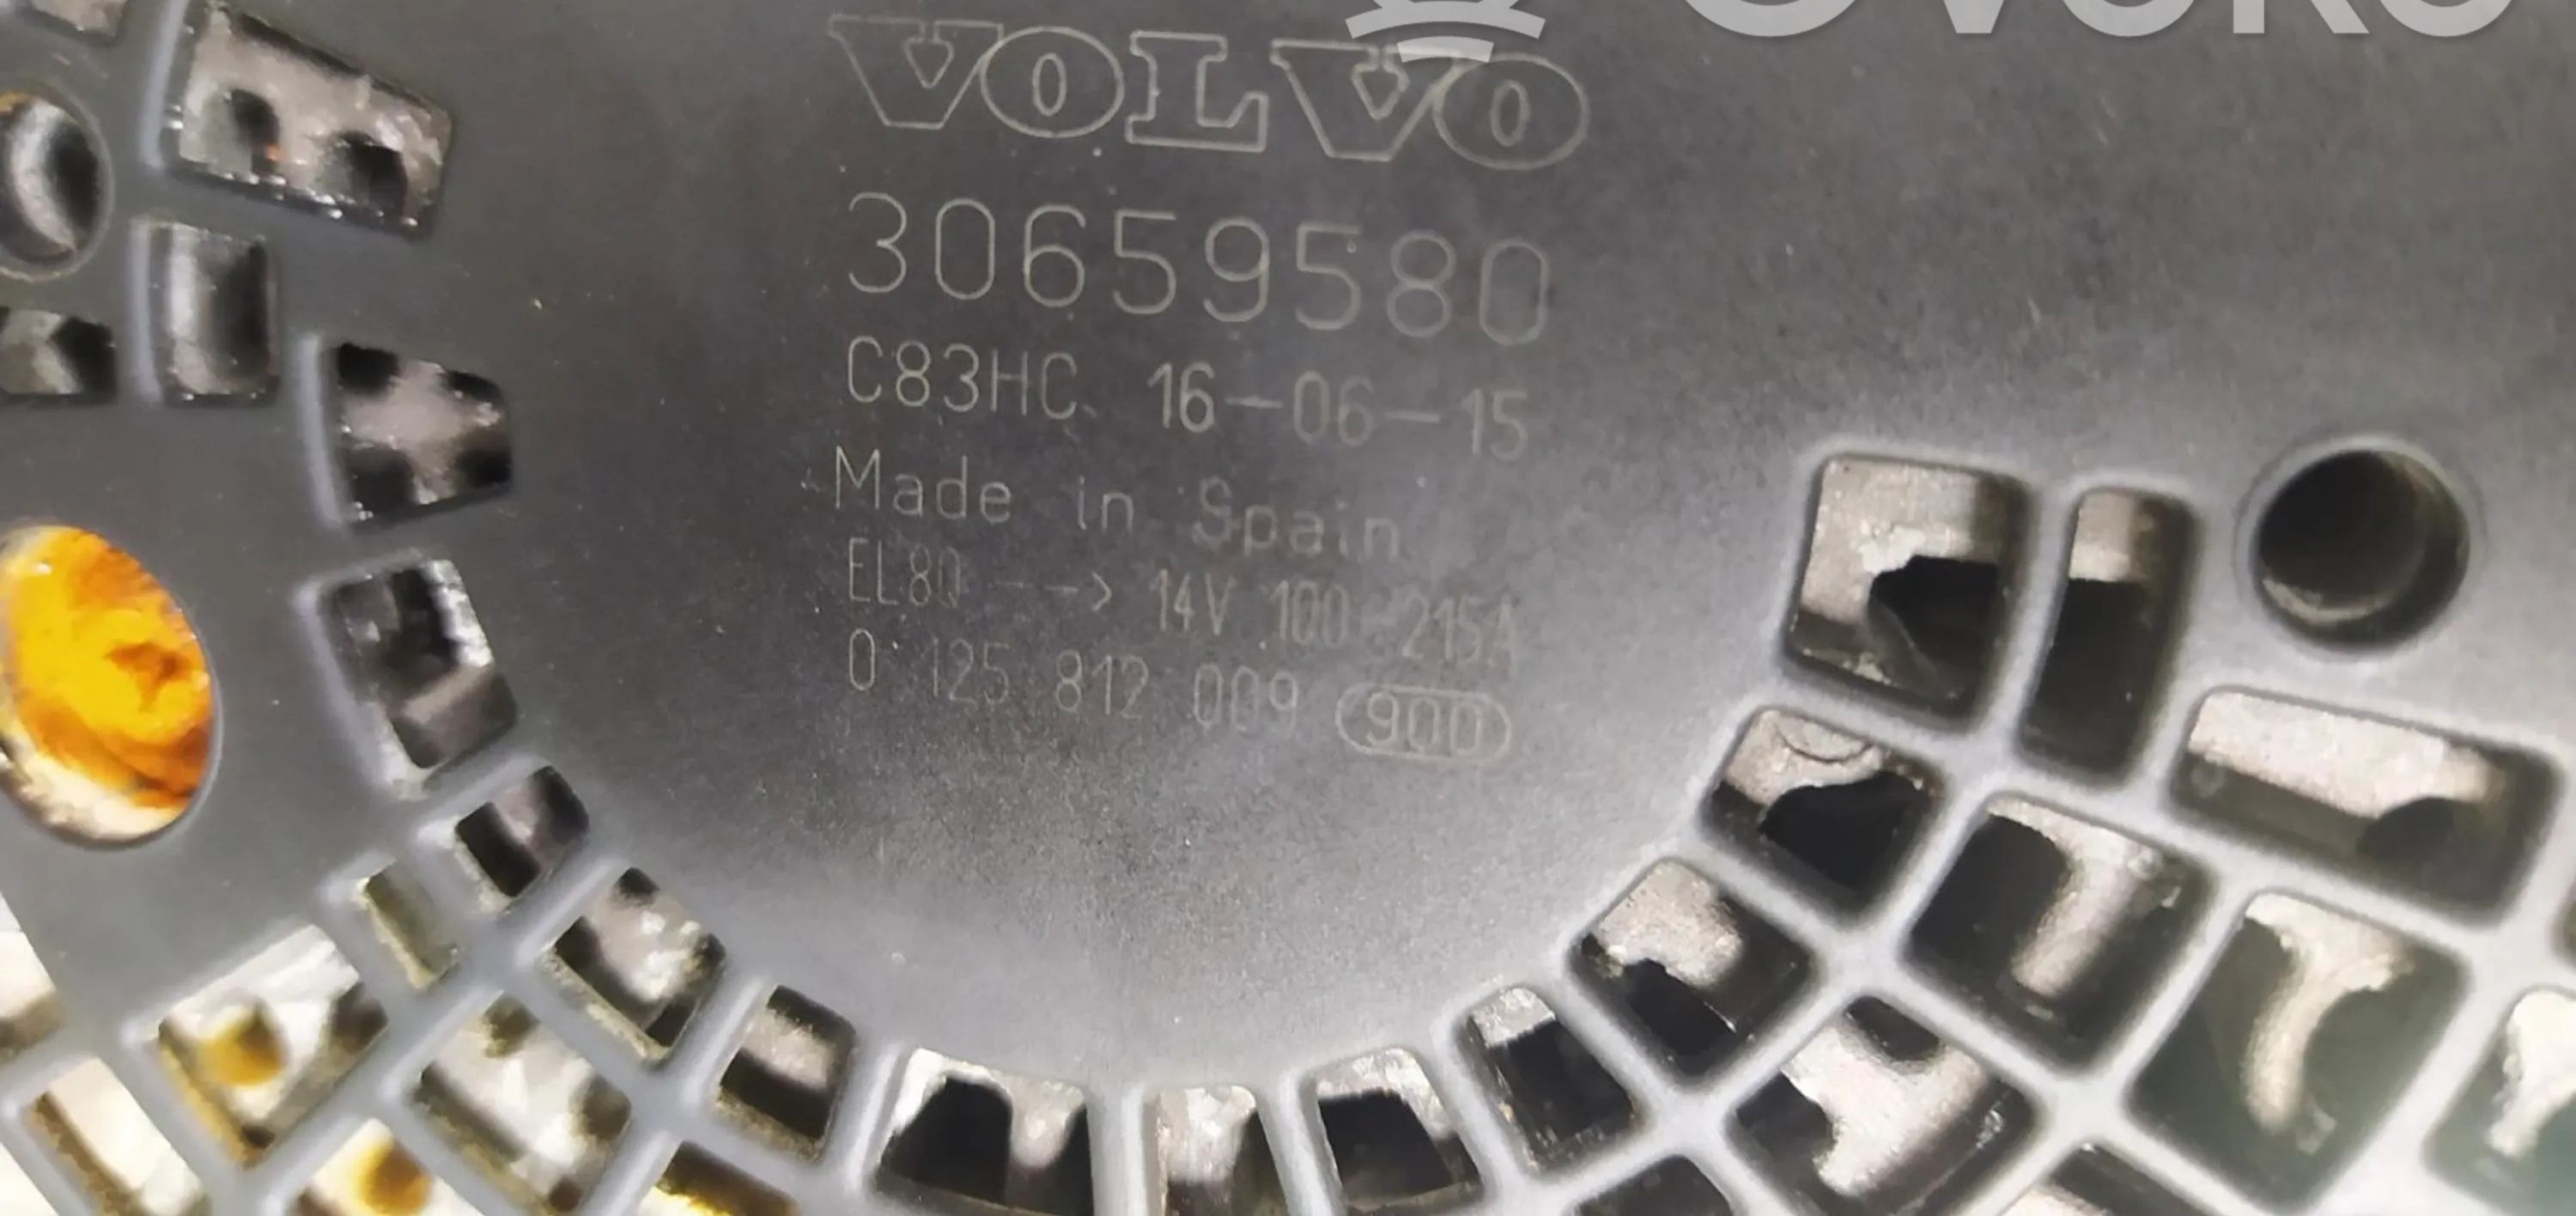 VOLVO
30659580
C83HC 16-06-15
Made in Spain
EL80 --> 14V 100-215A
0 125 812 009 900